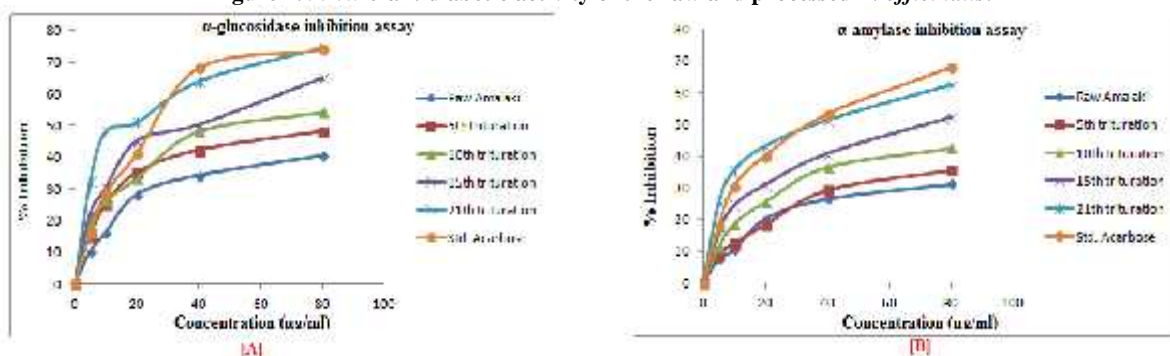 α-glucosidase inhibition assay
80
70
60
50
40
30
20
10
0
0 20 40 60 80 100
% Inhibition
Concentration (µg/ml)
Raw Amalaki
5th trituration
10th trituration
15th trituration
21th trituration
Std. Acarbose
[A]
α amylase inhibition assay
80
70
60
50
40
30
20
10
0
0 20 40 60 80 100
% Inhibition
Concentration (µg/ml)
Raw Amalaki
5th trituration
10th trituration
15th trituration
21th trituration
Std. Acarbose
[B]